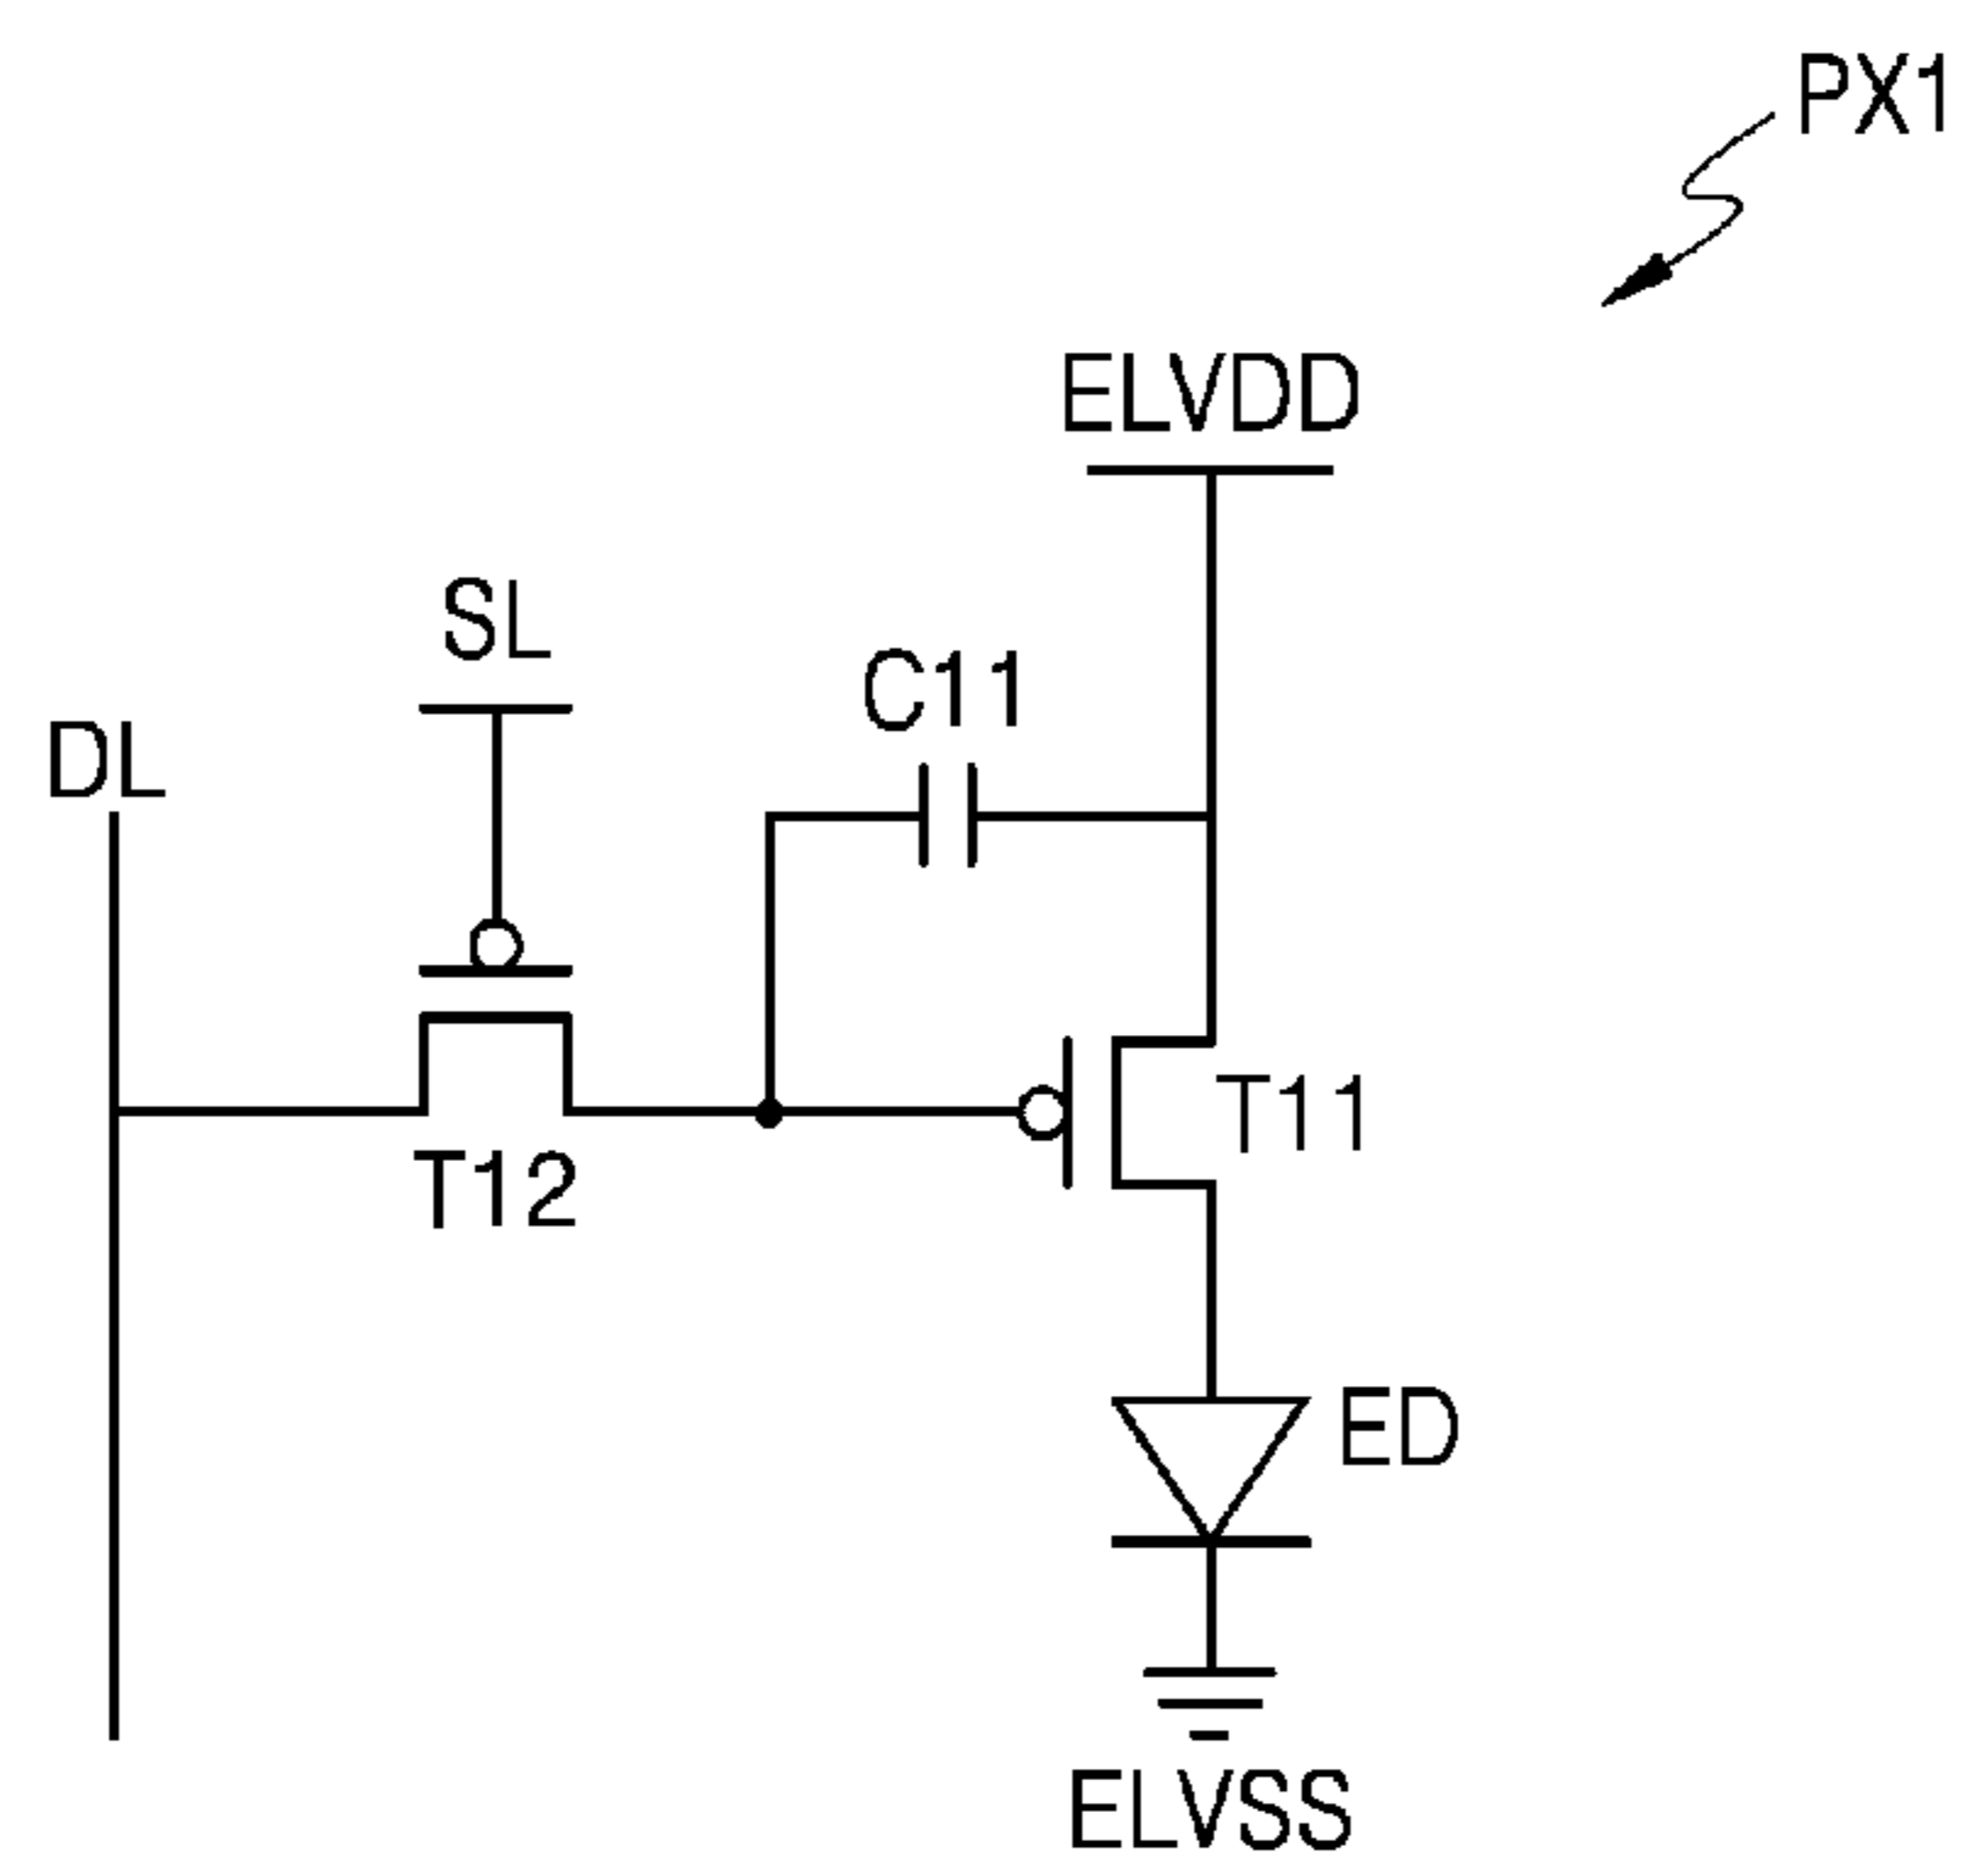 PX1
ELVDD
SL
C11
DL
T11
T12
ED
ELVSS